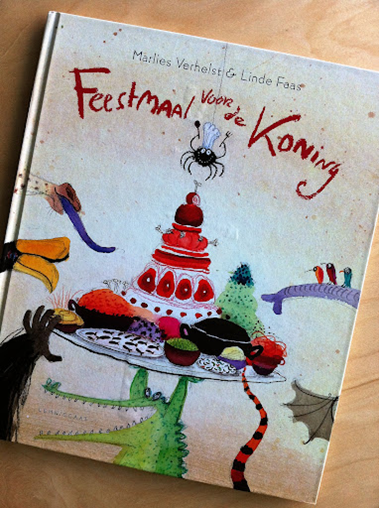 Marlies Verhelst & Linde Faas
Feestmaal voor de Koning